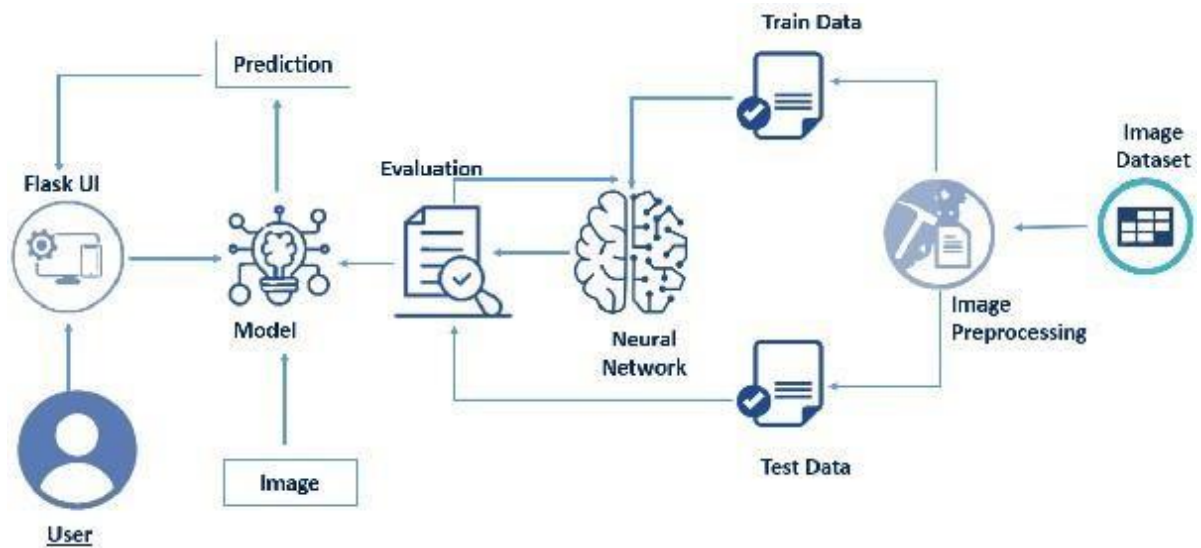 Train Data
Prediction
Image
Dataset
Evaluation
Flask UI
Model
Neural
Network
Image
Preprocessing
Image
Test Data
User